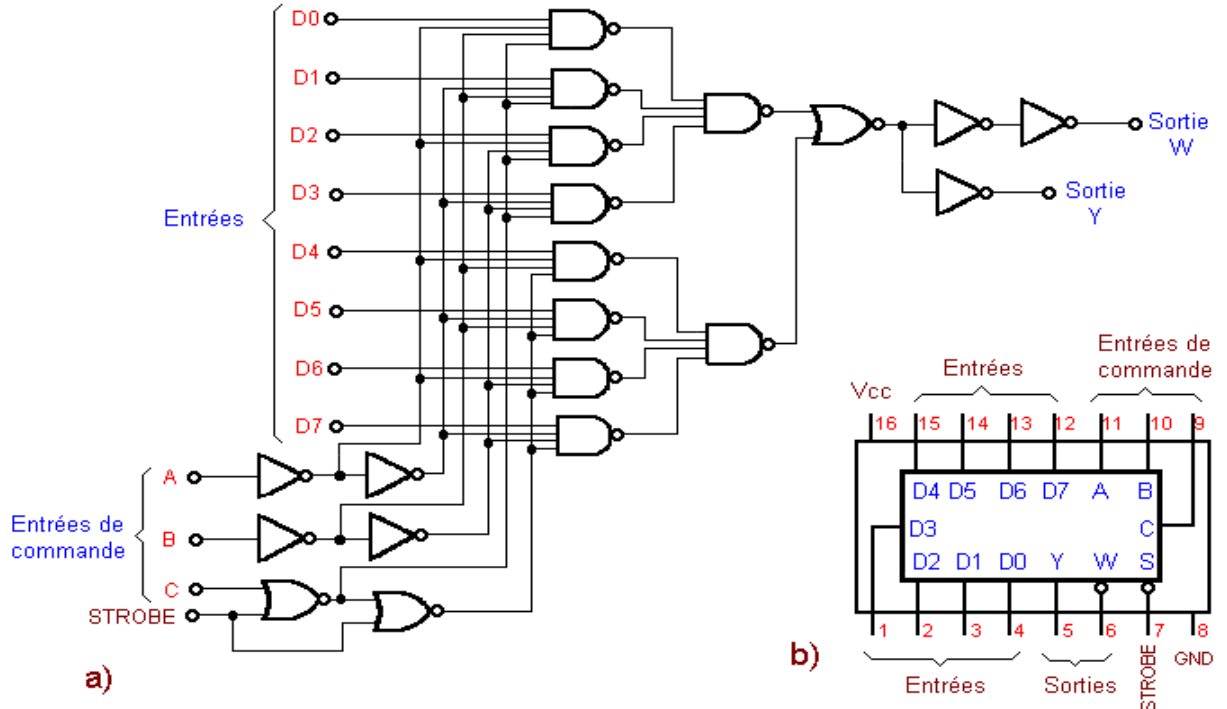 D0
D1
D2
D3
D4
D5
D6
D7
Entrées
A
B
C
Entrées de
commande
STROBE
a)
Sortie
W
Sortie
Y
Entrées
Entrées de
commande
Vcc
16 15 14 13 12 11 10 9
D4 D5 D6 D7 A B
D3 C
D2 D1 D0 Y W S
1 2 3 4 5 6 7 8
b)
Entrées
Sorties
STROBE
GND